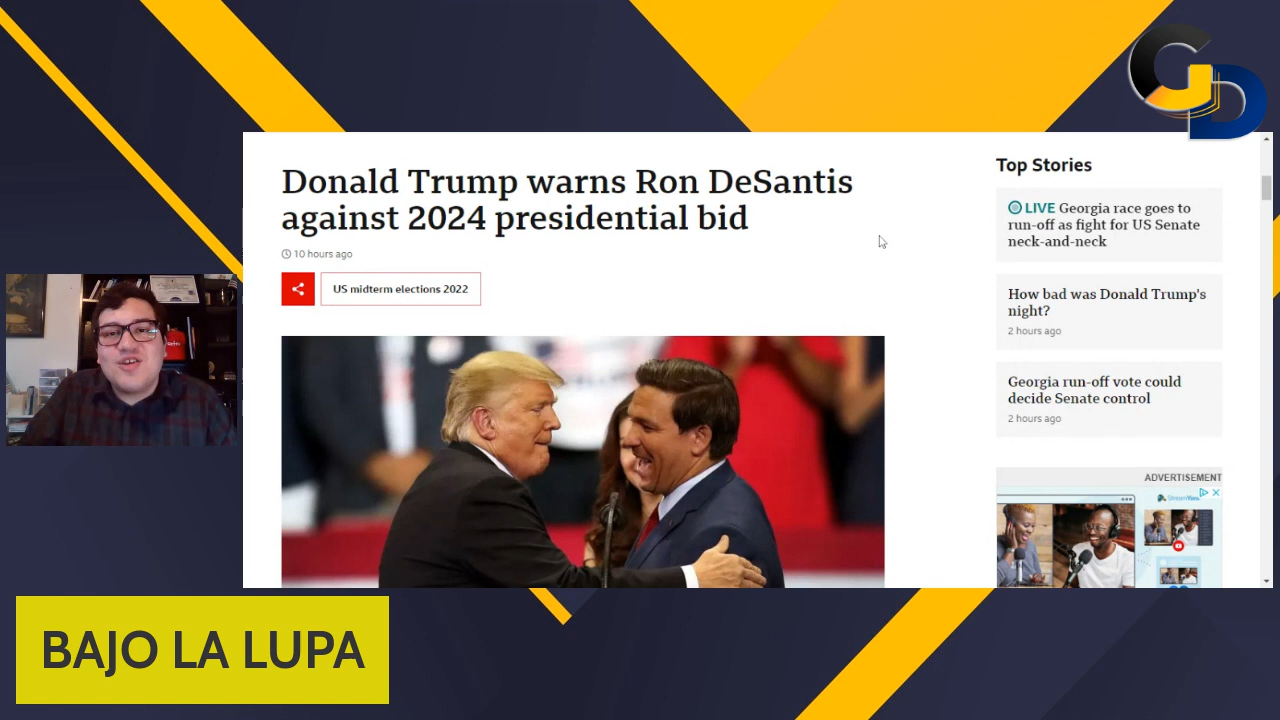 GD
Donald Trump warns Ron DeSantis
against 2024 presidential bid
10 hours ago
US midterm elections 2022
Top Stories
LIVE Georgia race goes to
run-off as fight for US Senate
neck-and-neck
How bad was Donald Trump's
night?
2 hours ago
Georgia run-off vote could
decide Senate control
2 hours ago
ADVERTISEMENT
BAJO LA LUPA